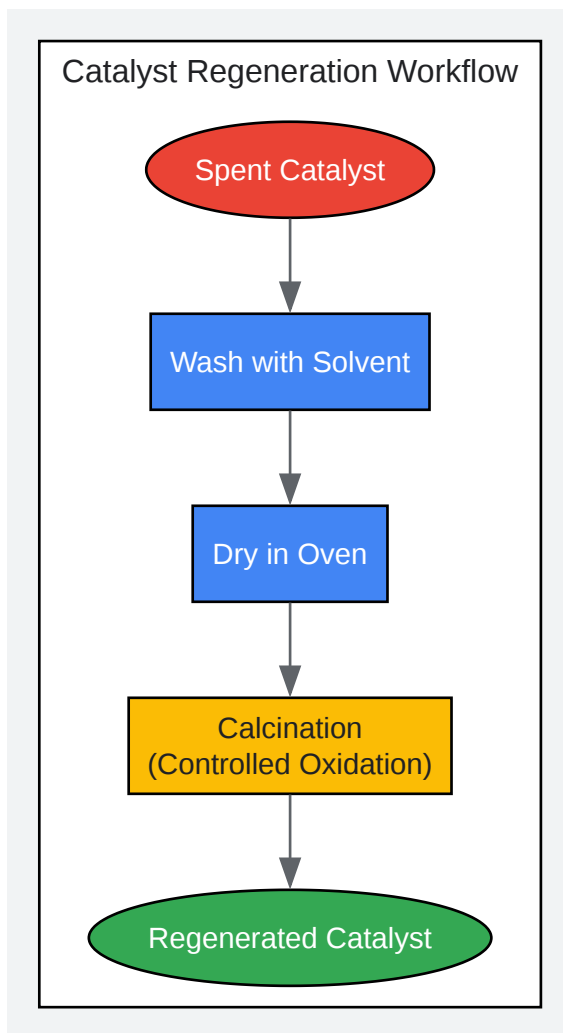 Catalyst Regeneration Workflow
Spent Catalyst
Wash with Solvent
Dry in Oven
Calcination
(Controlled Oxidation)
Regenerated Catalyst